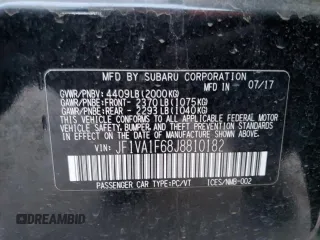 MFD BY SUBARU CORPORATION
MADE IN JAPAN 07/17
GVWR/PNBV: 4409LB(2000KG)
GAWR/PNBE:FRONT- 2370LB(1075KG)
GAWR/PNBE:REAR - 2293LB(1040KG)
THIS VEHICLE CONFORMS TO ALL APPLICABLE
FEDERAL MOTOR VEHICLE SAFETY, BUMPER,
AND THEFT PREVENTION STANDARDS IN EFFECT
ON THE DATE OF MANUFACTURE SHOWN ABOVE.
VIN: JF1VA1F68J8810182
PASSENGER CAR TYPE:PC/VT ICES/NMB-002